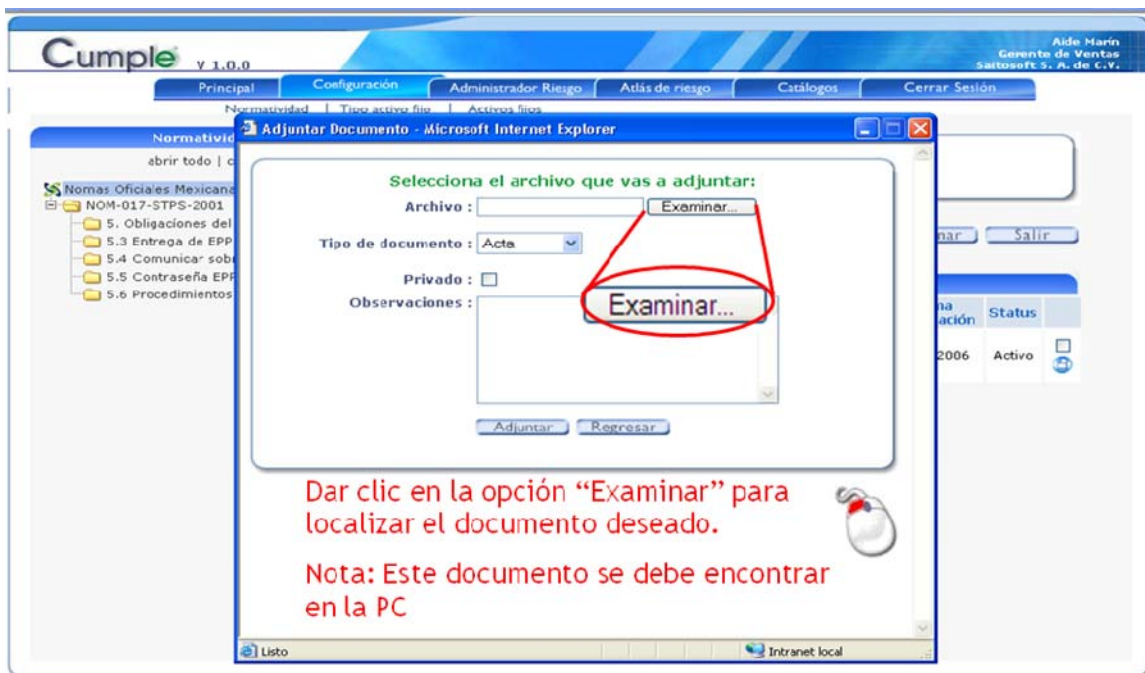 Cumple
V 1.0.0
Aide Marín
Gerente de Ventas
Saltosoft S. A. de C.V.
Principal
Configuración
Administrador Riesgo
Atlás de riesgo
Catálogos
Cerrar Sesión
Normatividad | Tipo activo fijo | Activos fijos
Normativid
abrir todo | c
Nomas Oficiales Mexicana
NOM-017-STPS-2001
5. Obligaciones del
5.3 Entrega de EPP
5.4 Comunicar sobr
5.5 Contraseña EPP
5.6 Procedimientos
Adjuntar Documento - Microsoft Internet Explorer
Selecciona el archivo que vas a adjuntar:
Archivo :
Examinar...
Tipo de documento :
Acta
Privado :
Observaciones :
Examinar...
Adjuntar
Regresar
Dar clic en la opción “Examinar” para
localizar el documento deseado.
Nota: Este documento se debe encontrar
en la PC
Listo
Intranet local
nar
Salir
na
ación
Status
2006
Activo